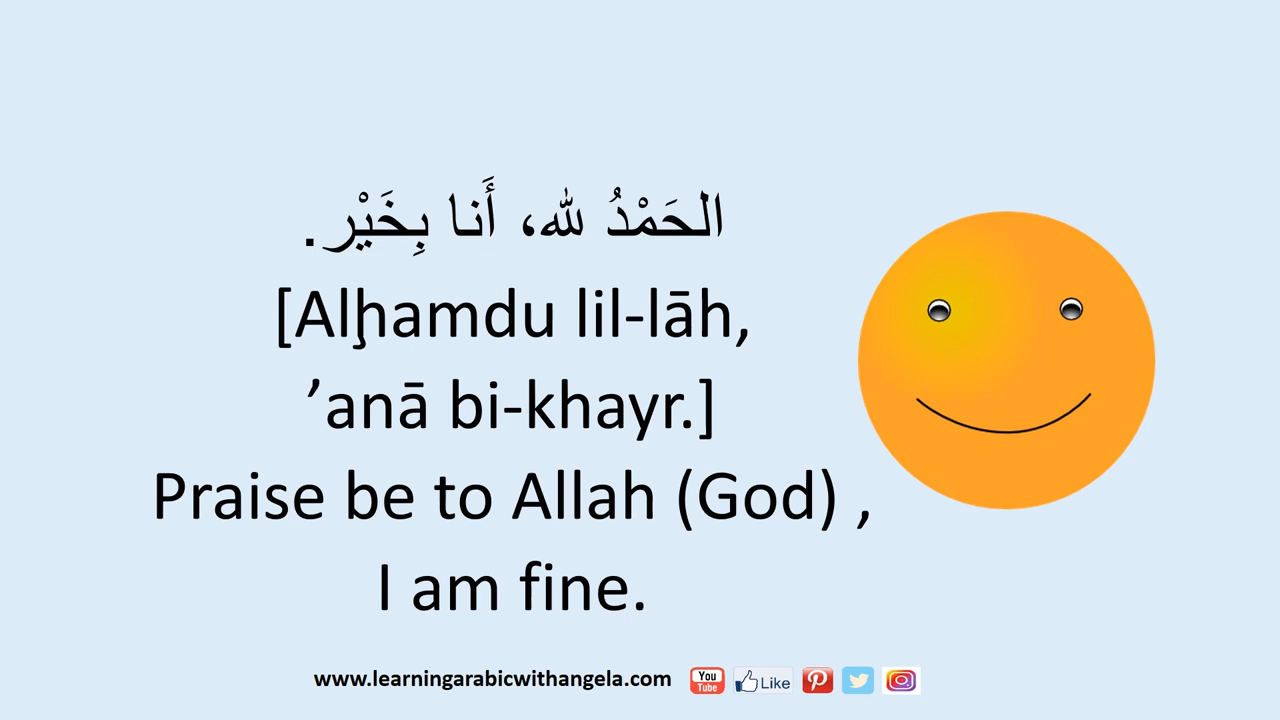 الحَمْدُ لله، أَنا بِخَيْر.
[Alḩamdu lil-lāh,
’anā bi-khayr.]
Praise be to Allah (God) ,
I am fine.
www.learningarabicwithangela.com You Tube Like